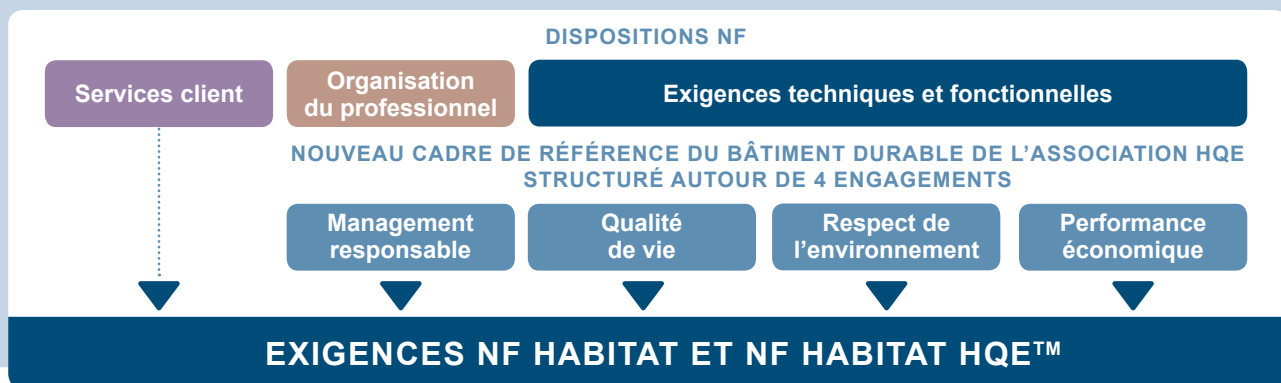 DISPOSITIONS NF
Services client
Organisation
du professionnel
Exigences techniques et fonctionnelles
NOUVEAU CADRE DE RÉFÉRENCE DU BÂTIMENT DURABLE DE L’ASSOCIATION HQE
STRUCTURÉ AUTOUR DE 4 ENGAGEMENTS
Management
responsable
Qualité
de vie
Respect de
l’environnement
Performance
économique
EXIGENCES NF HABITAT ET NF HABITAT HQE™